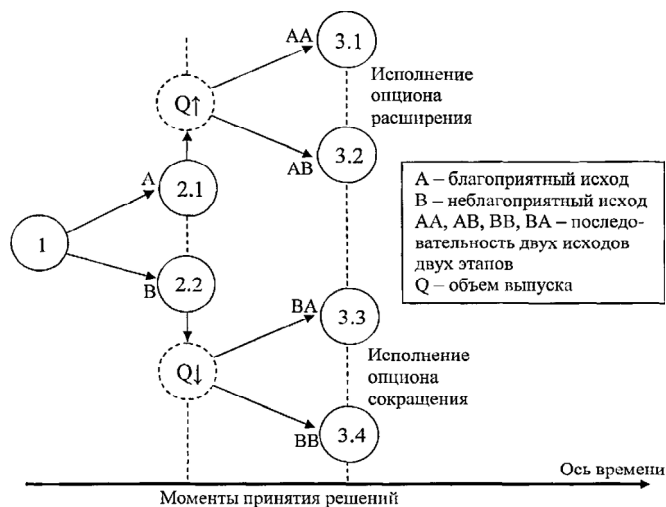 AA
3.1
Исполнение
опциона
расширения
Q↑
3.2
AB
A
2.1
A – благоприятный исход
B – неблагоприятный исход
AA, AB, BB, BA – последо-
вательность двух исходов
двух этапов
Q – объем выпуска
1
2.2
B
BA
3.3
Q↓
Исполнение
опциона
сокращения
3.4
BB
Ось времени
Моменты принятия решений